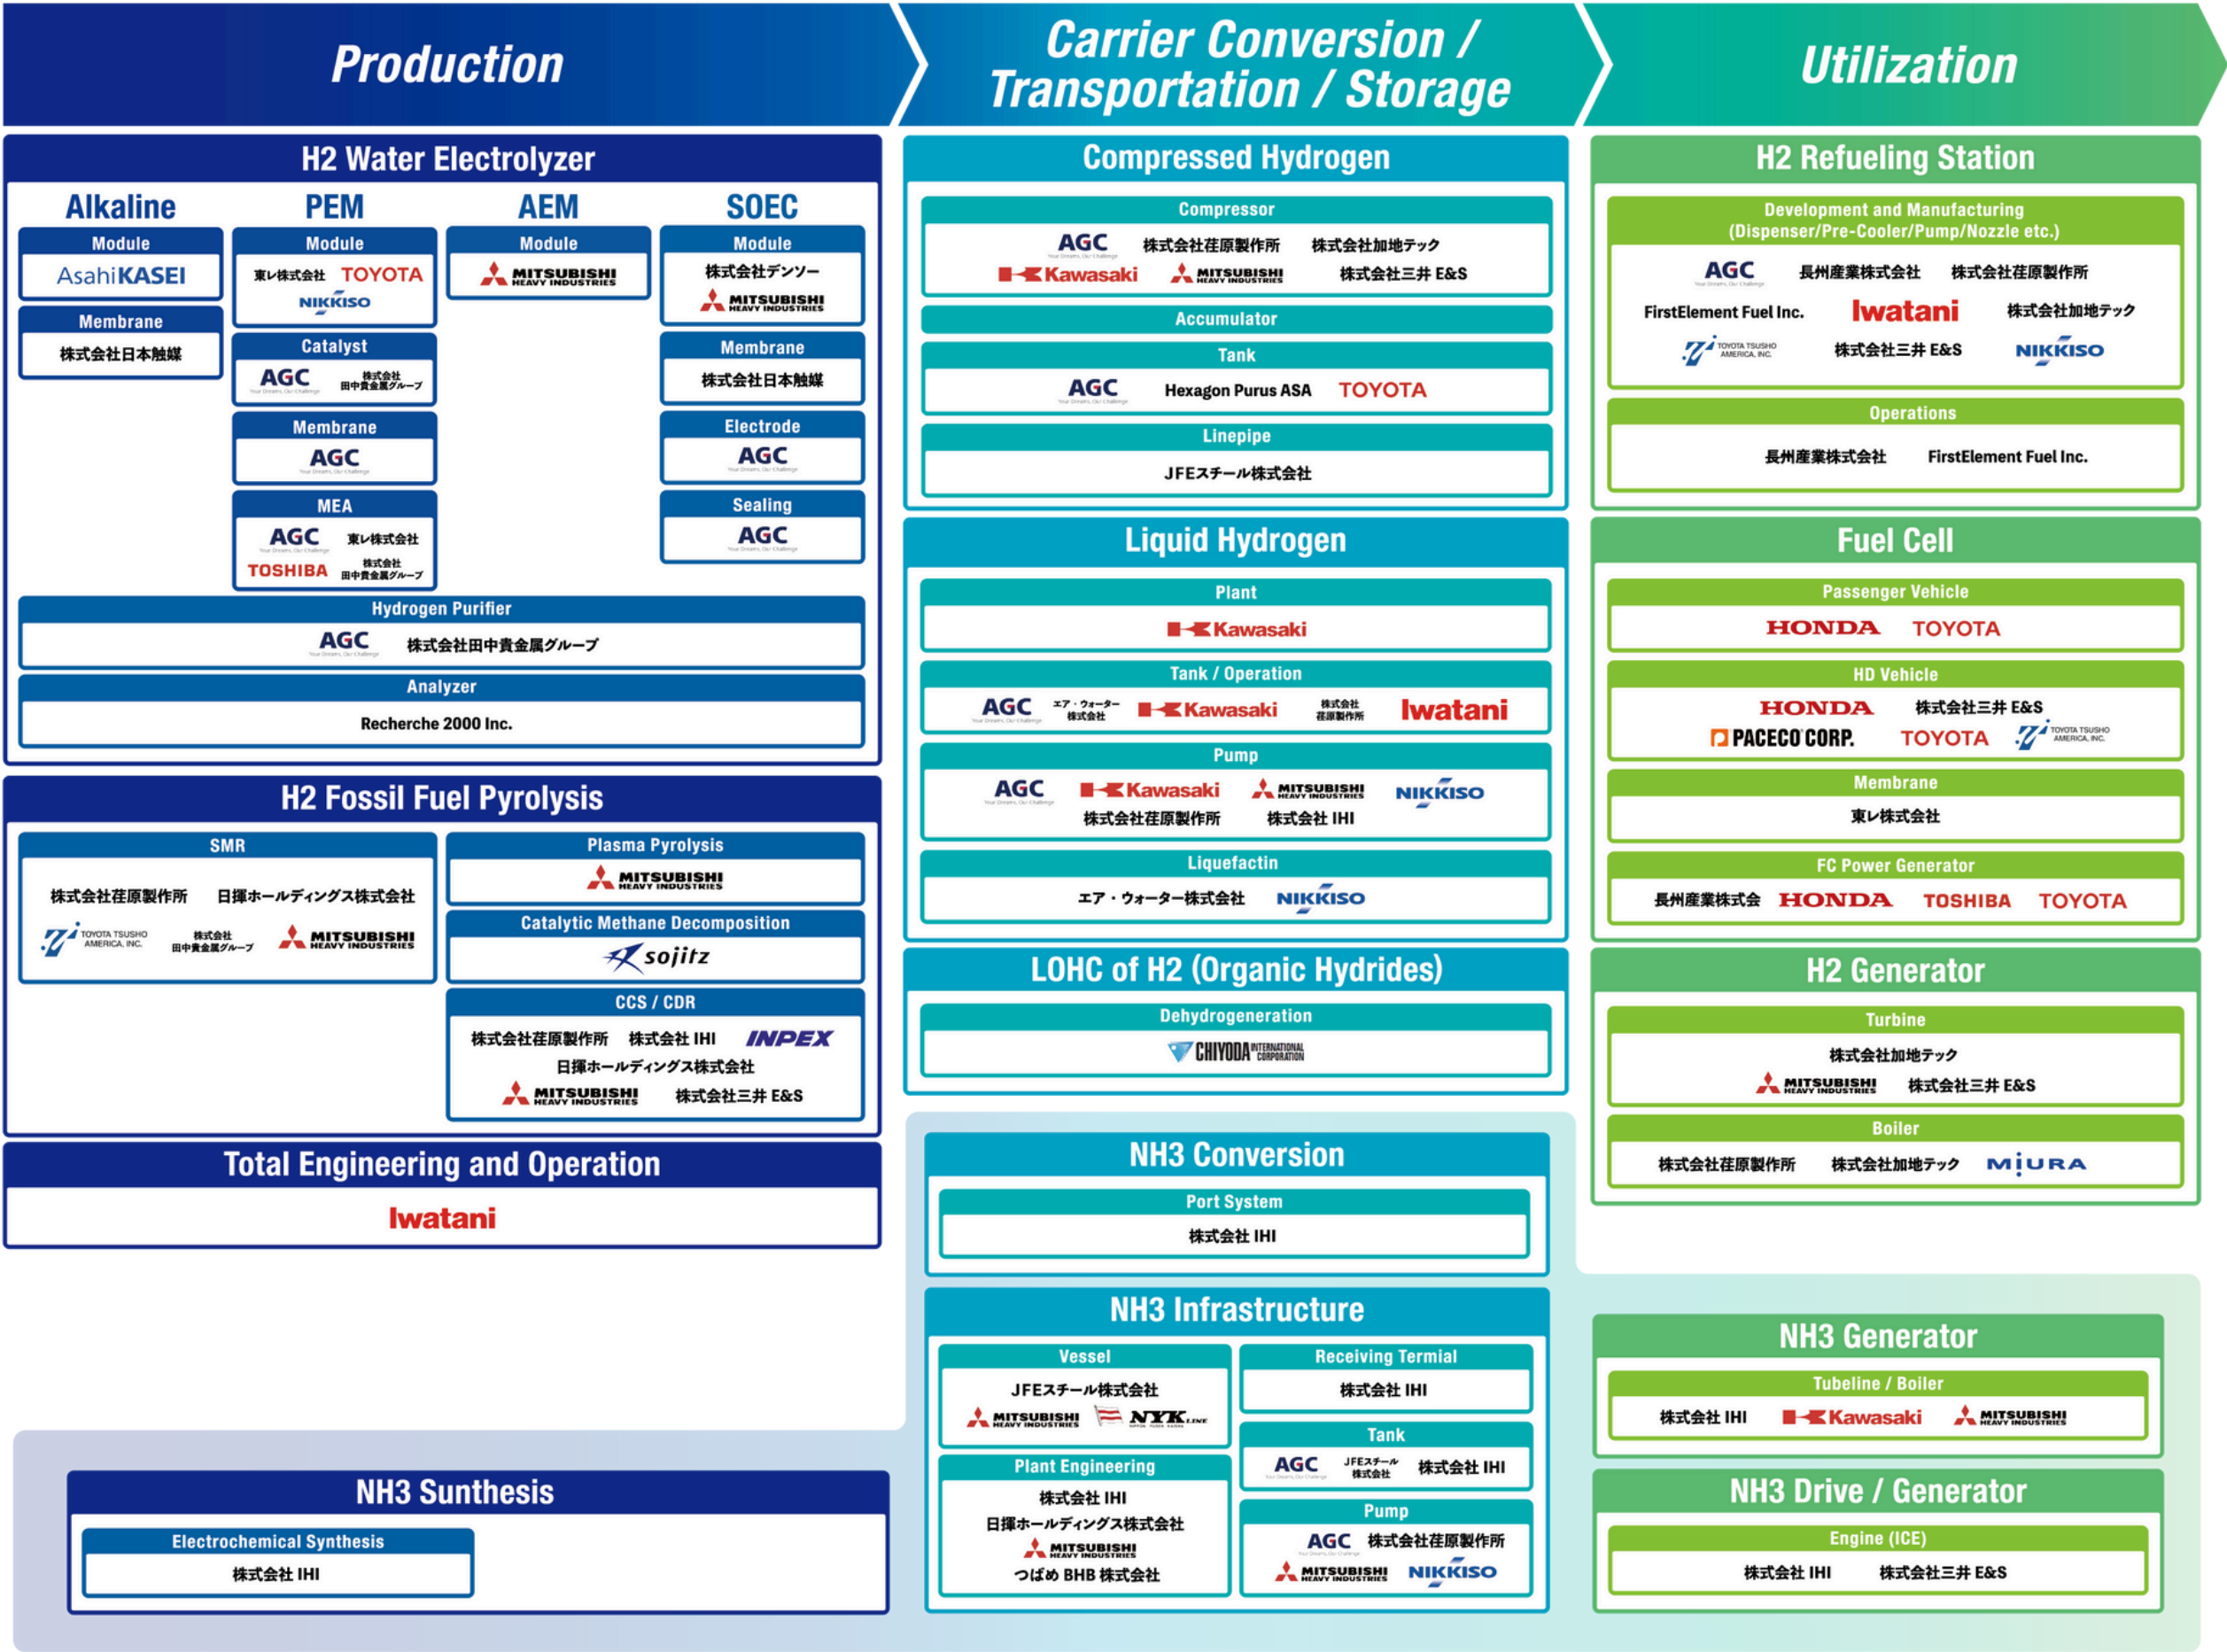 Production
Carrier Conversion /
Transportation / Storage
Utilization
H2 Water Electrolyzer
Alkaline
Module
AsahiKASEI
Membrane
株式会社日本触媒
PEM
Module
東レ株式会社 TOYOTA
NIKKISO
Catalyst
AGC 株式会社
田中貴金属グループ
Membrane
AGC
MEA
AGC 東レ株式会社
TOSHIBA 株式会社
田中貴金属グループ
AEM
Module
MITSUBISHI
HEAVY INDUSTRIES
SOEC
Module
株式会社デンソー
MITSUBISHI
HEAVY INDUSTRIES
Membrane
株式会社日本触媒
Electrode
AGC
Sealing
AGC
Hydrogen Purifier
AGC 株式会社田中貴金属グループ
Analyzer
Recherche 2000 Inc.
H2 Fossil Fuel Pyrolysis
SMR
株式会社荏原製作所 日揮ホールディングス株式会社
TOYOTA TSUSHO
AMERICA, INC.
株式会社
田中貴金属グループ
MITSUBISHI
HEAVY INDUSTRIES
Plasma Pyrolysis
MITSUBISHI
HEAVY INDUSTRIES
Catalytic Methane Decomposition
sojitz
CCS / CDR
株式会社荏原製作所 株式会社 IHI INPEX
日揮ホールディングス株式会社
MITSUBISHI
HEAVY INDUSTRIES
株式会社三井 E&S
Total Engineering and Operation
Iwatani
NH3 Sunthesis
Electrochemical Synthesis
株式会社 IHI
Compressed Hydrogen
Compressor
AGC 株式会社荏原製作所 株式会社加地テック
Your Dreams, Our Challenge
Kawasaki MITSUBISHI
HEAVY INDUSTRIES
株式会社三井 E&S
Accumulator
Tank
AGC Hexagon Purus ASA TOYOTA
Your Dreams, Our Challenge
Linepipe
JFEスチール株式会社
Liquid Hydrogen
Plant
Kawasaki
Tank / Operation
AGC エア・ウォーター
株式会社
Kawasaki 株式会社
荏原製作所
Iwatani
Pump
AGC Kawasaki MITSUBISHI
HEAVY INDUSTRIES
NIKKISO
株式会社荏原製作所 株式会社 IHI
Liquefactin
エア・ウォーター株式会社 NIKKISO
LOHC of H2 (Organic Hydrides)
Dehydrogeneration
CHIYODA INTERNATIONAL
CORPORATION
NH3 Conversion
Port System
株式会社 IHI
NH3 Infrastructure
Vessel
JFEスチール株式会社
MITSUBISHI
HEAVY INDUSTRIES
NYK LINE
Plant Engineering
株式会社 IHI
日揮ホールディングス株式会社
MITSUBISHI
HEAVY INDUSTRIES
つばめ BHB 株式会社
Receiving Termial
株式会社 IHI
Tank
AGC JFEスチール
株式会社
株式会社 IHI
Pump
AGC 株式会社荏原製作所
MITSUBISHI
HEAVY INDUSTRIES
NIKKISO
H2 Refueling Station
Development and Manufacturing
(Dispenser/Pre-Cooler/Pump/Nozzle etc.)
AGC 長州産業株式会社 株式会社荏原製作所
Your Dreams, Our Challenge
FirstElement Fuel Inc. Iwatani 株式会社加地テック
TOYOTA TSUSHO
AMERICA, INC.
株式会社三井 E&S NIKKISO
Operations
長州産業株式会社 FirstElement Fuel Inc.
Fuel Cell
Passenger Vehicle
HONDA TOYOTA
HD Vehicle
HONDA 株式会社三井 E&S
PACECO CORP. TOYOTA TOYOTA TSUSHO
AMERICA, INC.
Membrane
東レ株式会社
FC Power Generator
長州産業株式会 HONDA TOSHIBA TOYOTA
H2 Generator
Turbine
株式会社加地テック
MITSUBISHI
HEAVY INDUSTRIES
株式会社三井 E&S
Boiler
株式会社荏原製作所 株式会社加地テック MIURA
NH3 Generator
Tubeline / Boiler
株式会社 IHI Kawasaki MITSUBISHI
HEAVY INDUSTRIES
NH3 Drive / Generator
Engine (ICE)
株式会社 IHI 株式会社三井 E&S